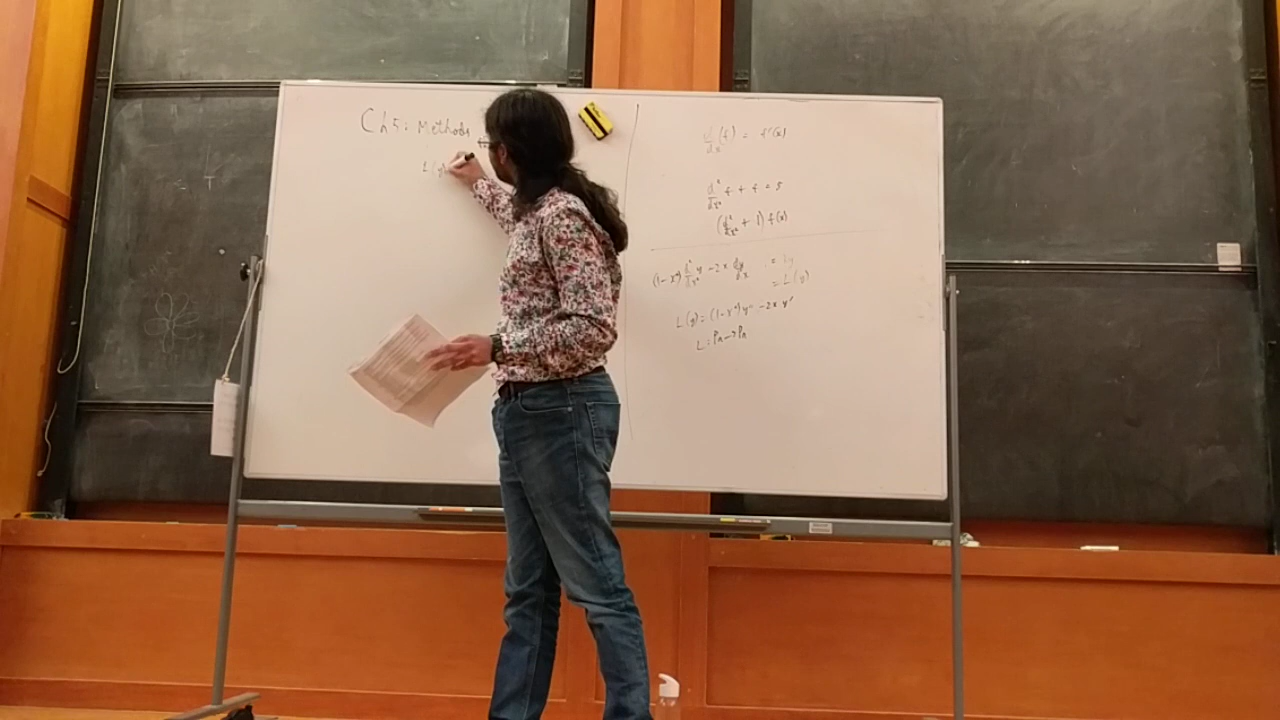 Ch5: Methods
L(y)
d/dx (f) = f'(x)
d²/dx² f + f = 5
(d²/dx² + 1) f(x)
(1-x²) d²/dx² y - 2x dy/dx = λy
= L(y)
L(y) = (1-x²)y'' - 2x y'
L: Pn → Pn